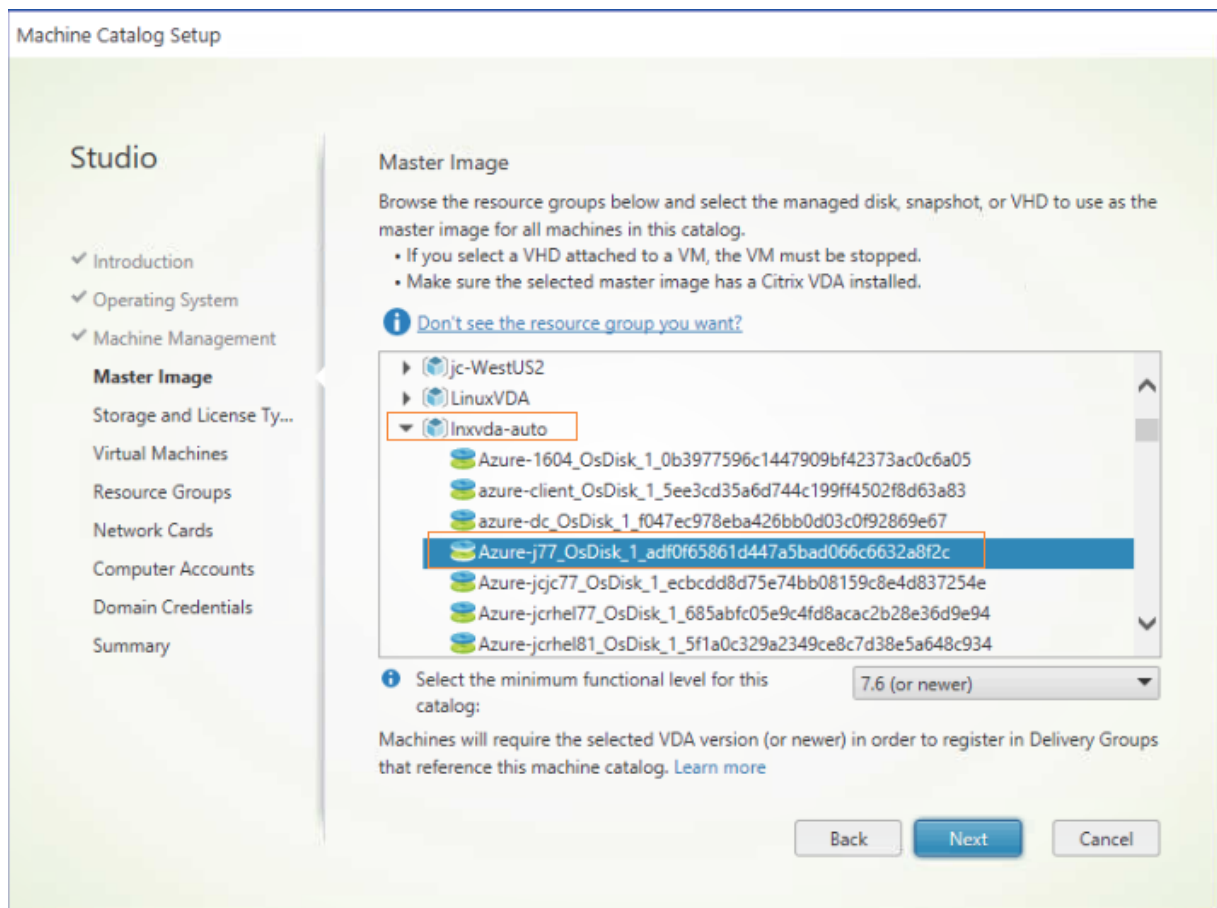 Machine Catalog Setup
Studio
✓ Introduction
✓ Operating System
✓ Machine Management
Master Image
Storage and License Ty...
Virtual Machines
Resource Groups
Network Cards
Computer Accounts
Domain Credentials
Summary
Master Image
Browse the resource groups below and select the managed disk, snapshot, or VHD to use as the
master image for all machines in this catalog.
• If you select a VHD attached to a VM, the VM must be stopped.
• Make sure the selected master image has a Citrix VDA installed.
Don't see the resource group you want?
jc-WestUS2
LinuxVDA
lnxvda-auto
Azure-1604_OsDisk_1_0b3977596c1447909bf42373ac0c6a05
azure-client_OsDisk_1_5ee3cd35a6d744c199ff4502f8d63a83
azure-dc_OsDisk_1_f047ec978eba426bb0d03c0f92869e67
Azure-j77_OsDisk_1_adf0f65861d447a5bad066c6632a8f2c
Azure-jcjc77_OsDisk_1_ecbcdd8d75e74bb08159c8e4d837254e
Azure-jcrhel77_OsDisk_1_685abfc05e9c4fd8acac2b28e36d9e94
Azure-jcrhel81_OsDisk_1_5f1a0c329a2349ce8c7d38e5a648c934
Select the minimum functional level for this
catalog:
7.6 (or newer)
Machines will require the selected VDA version (or newer) in order to register in Delivery Groups
that reference this machine catalog. Learn more
Back
Next
Cancel